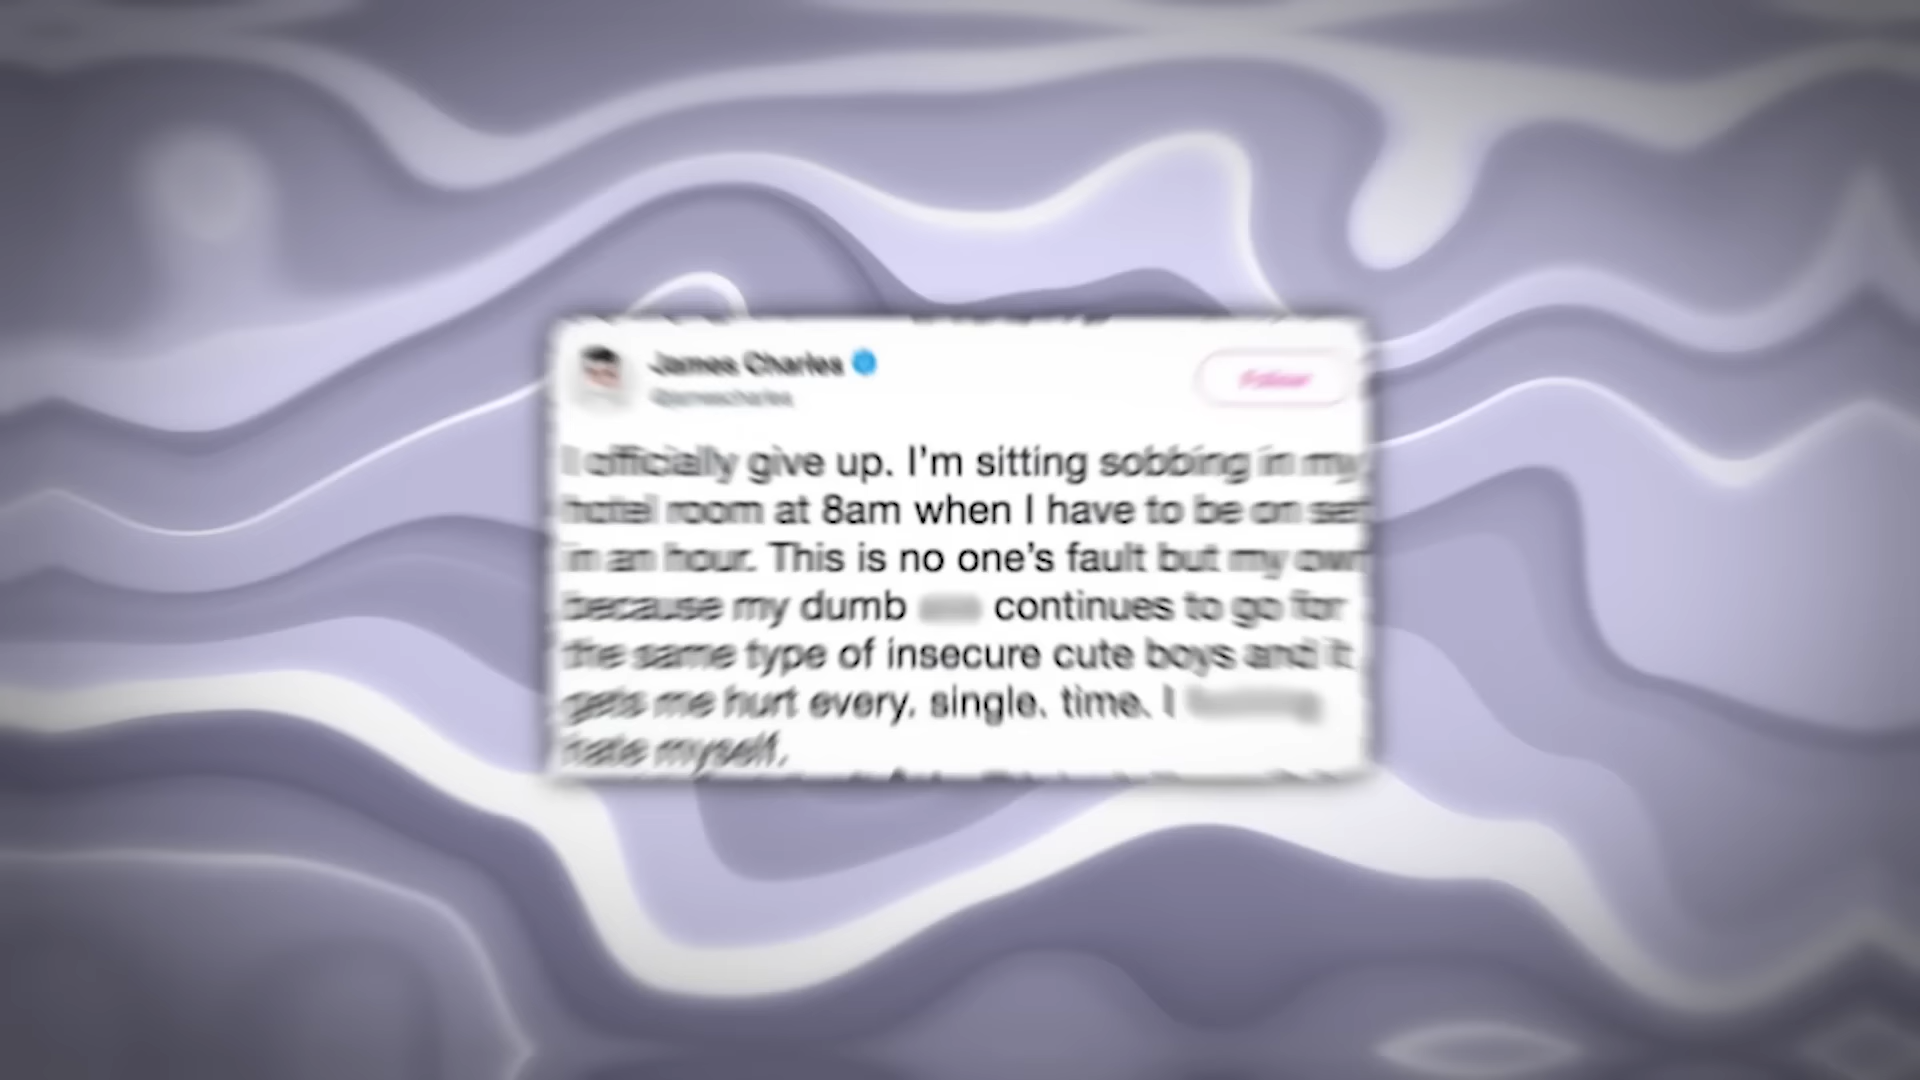 James Charles
@jamescharles
Follow
I officially give up. I'm sitting sobbing in my
hotel room at 8am when I have to be on set
in an hour. This is no one's fault but my own
because my dumb continues to go for
the same type of insecure cute boys and it
gets me hurt every. single. time. I
hate myself.